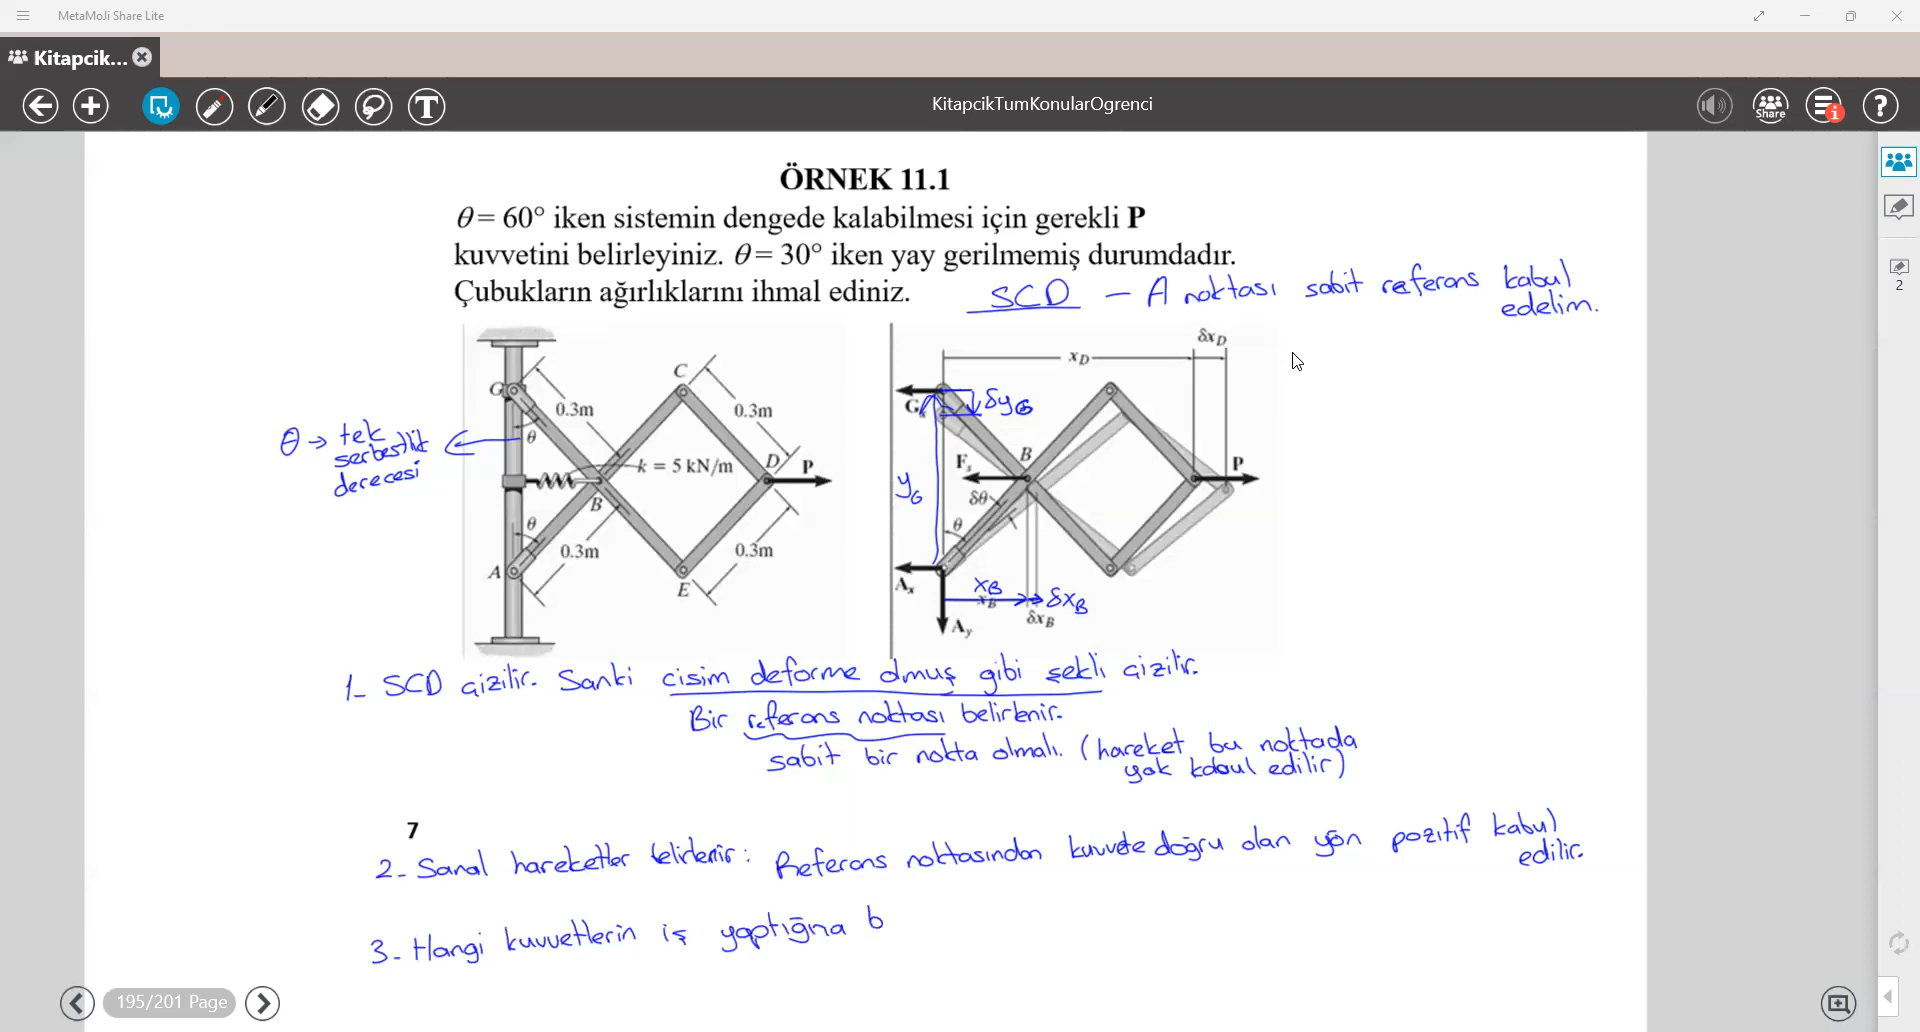 MetaMoJi Share Lite
Kitapcik...
KitapcikTumKonularOgrenci
Share
ÖRNEK 11.1
θ = 60° iken sistemin dengede kalabilmesi için gerekli P
kuvvetini belirleyiniz. θ = 30° iken yay gerilmemiş durumdadır.
Çubukların ağırlıklarını ihmal ediniz.
SCD – A noktası sabit referans kabul
edelim.
G
0.3m
θ
C
0.3m
k = 5 kN/m
D
P
B
θ
0.3m
0.3m
A
E
θ → tek
serbestlik
derecesi
δxD
xD
Gx
δyG
yG
Fs
B
δθ
θ
P
Ax
Ay
xB
xB
δxB
δxB
1- SCD çizilir. Sanki cisim deforme olmuş gibi şekli çizilir.
Bir referans noktası belirlenir.
sabit bir nokta olmalı. (hareket bu noktada
yok kabul edilir)
7
2- Sanal hareketler belirlenir: Referans noktasından kuvvete doğru olan yön pozitif kabul
edilir.
3- Hangi kuvvetlerin iş yaptığına b
195/201 Page
2